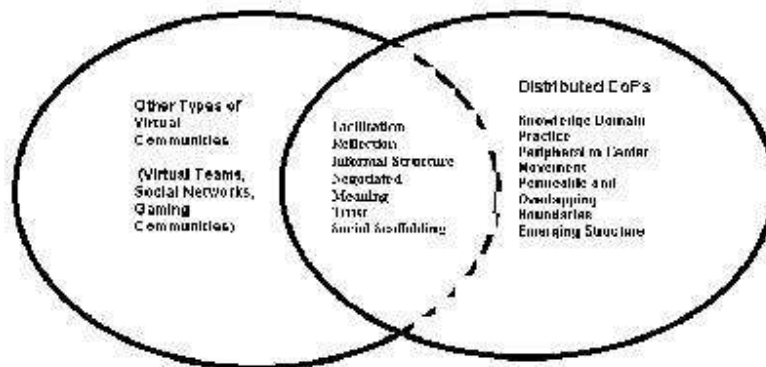 Other Types of
Virtual
Communities
(Virtual Teams,
Social Networks,
Gaming
Communities)
Facilitation
Reflection
Informal Structure
Negotiated
Meaning
Trust
Social Scaffolding
Distributed CoPs
Knowledge Domain
Practice
Peripheral to Center
Movement
Permeable and
Overlapping
Boundaries
Emerging Structure